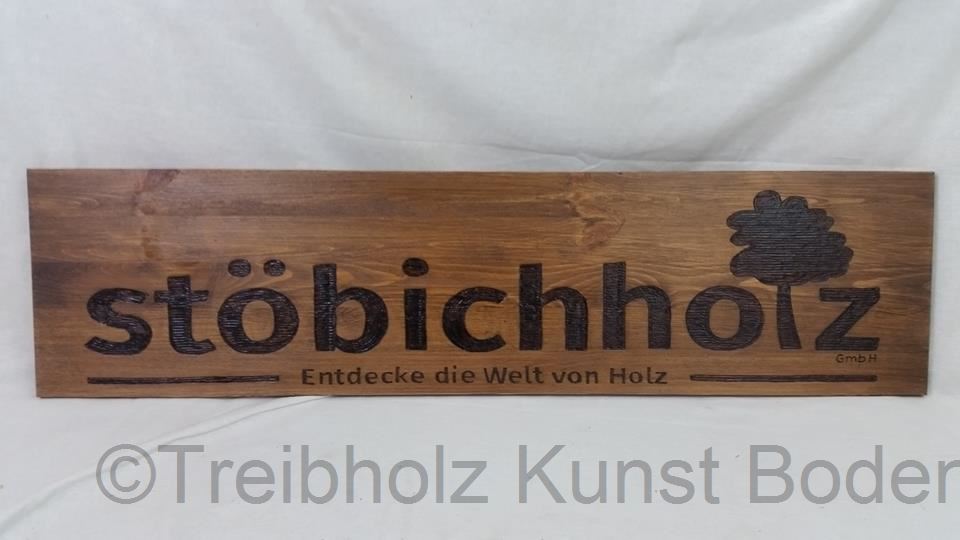 stöbichholz
GmbH
Entdecke die Welt von Holz
©Treibholz Kunst Boden